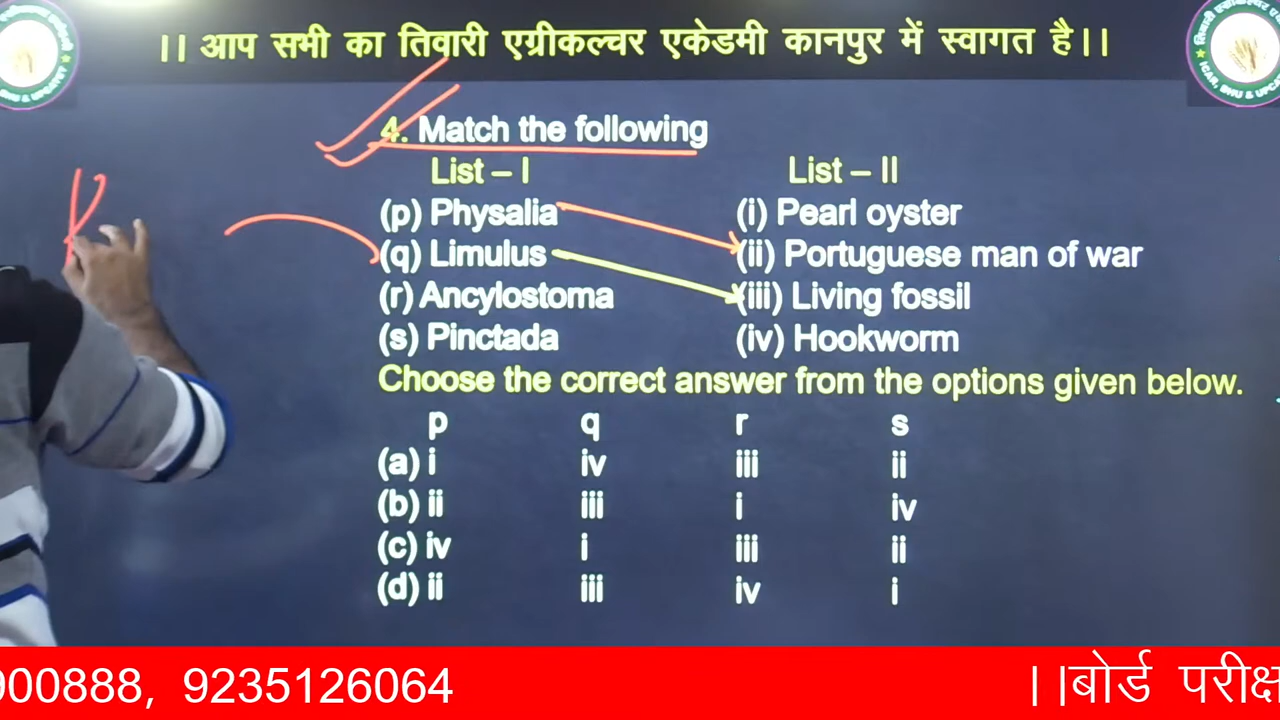 || आप सभी का तिवारी एग्रीकल्चर एकेडमी कानपुर में स्वागत है ||
4. Match the following
List – I List – II
(p) Physalia (i) Pearl oyster
(q) Limulus (ii) Portuguese man of war
(r) Ancylostoma (iii) Living fossil
(s) Pinctada (iv) Hookworm
Choose the correct answer from the options given below.
p q r s
(a) i iv iii ii
(b) ii iii i iv
(c) iv i iii ii
(d) ii iii iv i
900888, 9235126064 ||बोर्ड